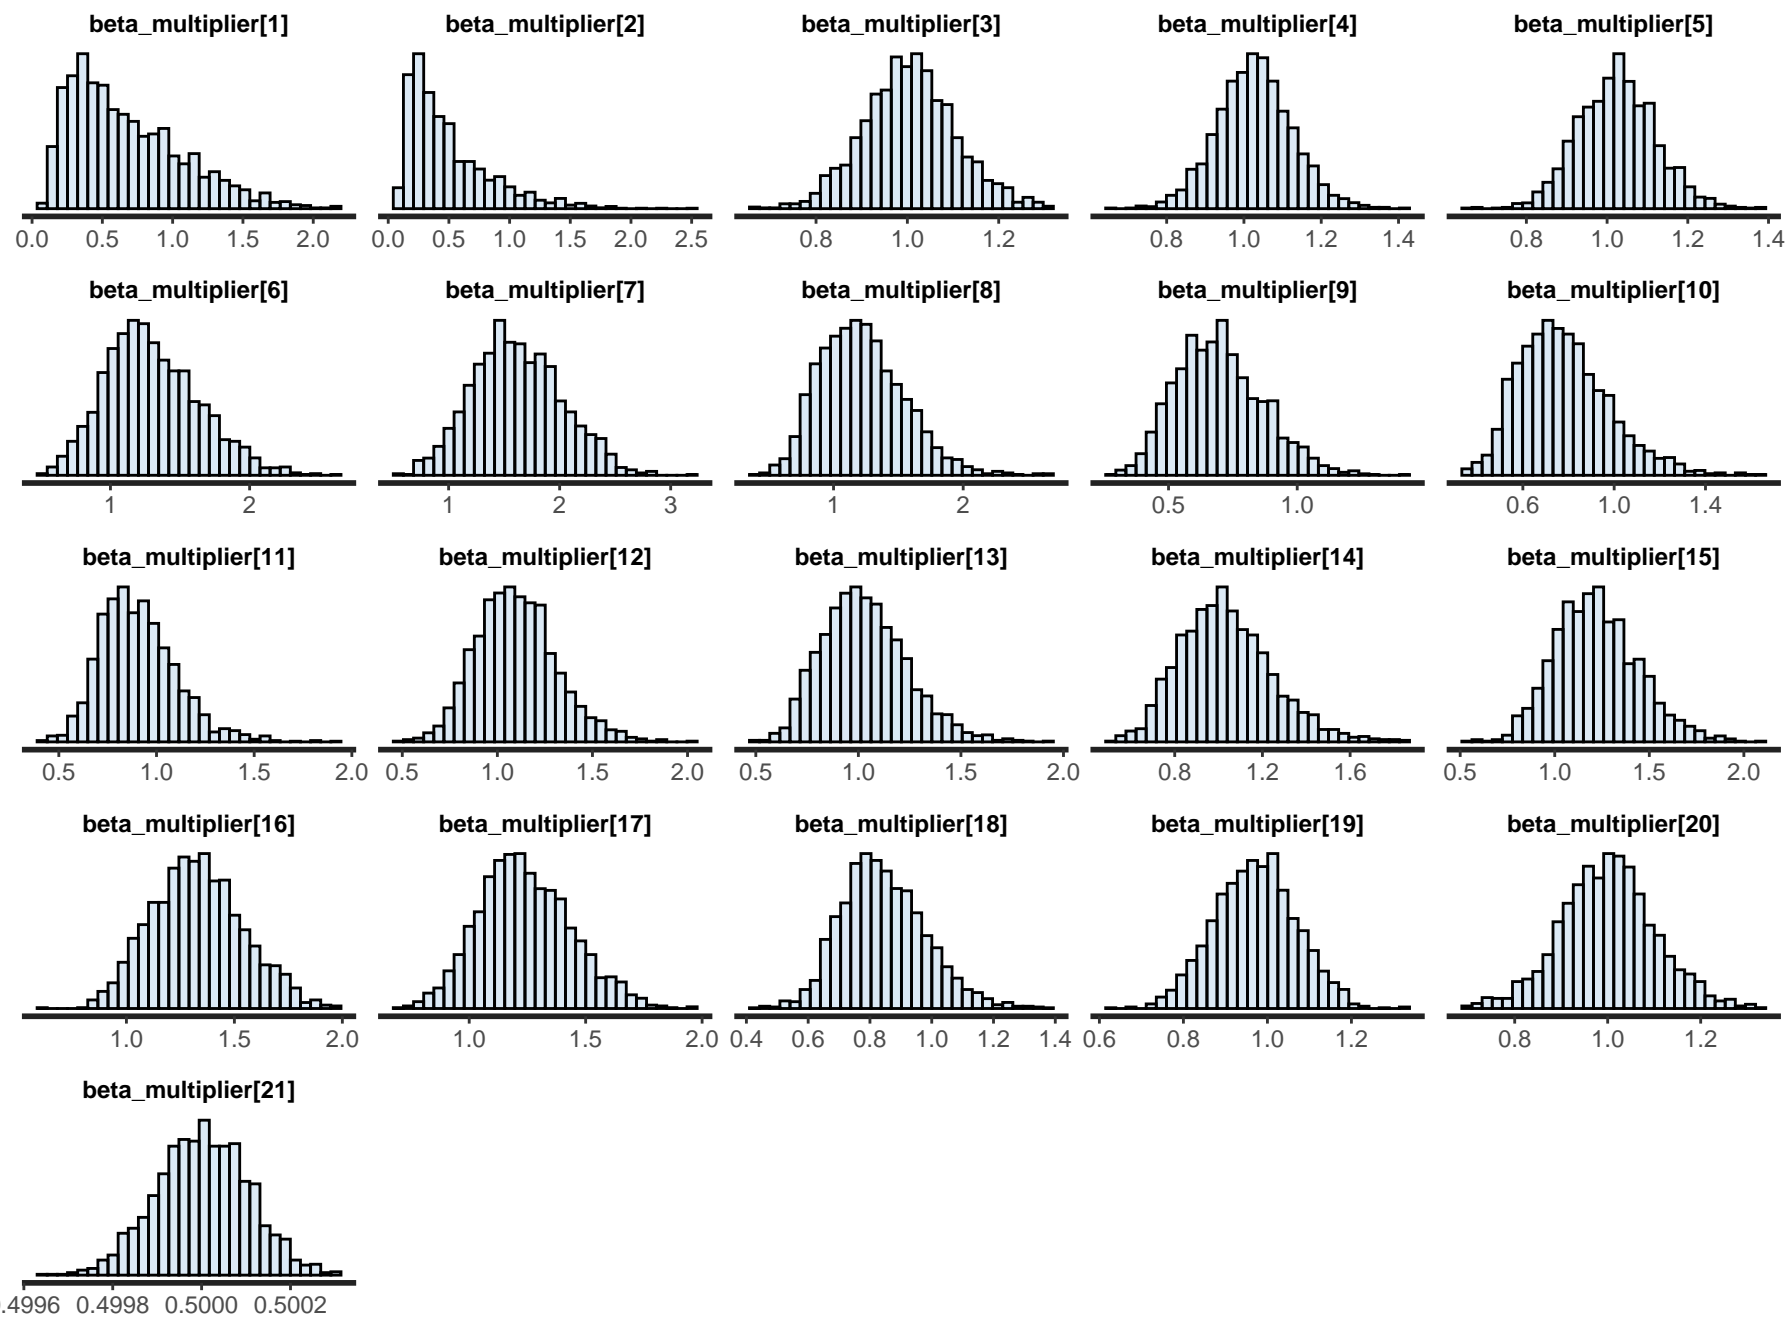 beta_multiplier[1] beta_multiplier[2] beta_multiplier[3] beta_multiplier[4] beta_multiplier[5]
0.0 0.5 1.0 1.5 2.0 0.0 0.5 1.0 1.5 2.0 2.5 0.8 1.0 1.2 0.8 1.0 1.2 1.4 0.8 1.0 1.2 1.4
beta_multiplier[6] beta_multiplier[7] beta_multiplier[8] beta_multiplier[9] beta_multiplier[10]
1 2 1 2 3 1 2 0.5 1.0 0.6 1.0 1.4
beta_multiplier[11] beta_multiplier[12] beta_multiplier[13] beta_multiplier[14] beta_multiplier[15]
0.5 1.0 1.5 2.0 0.5 1.0 1.5 2.0 0.5 1.0 1.5 2.0 0.8 1.2 1.6 0.5 1.0 1.5 2.0
beta_multiplier[16] beta_multiplier[17] beta_multiplier[18] beta_multiplier[19] beta_multiplier[20]
1.0 1.5 2.0 1.0 1.5 2.0 0.4 0.6 0.8 1.0 1.2 1.4 0.6 0.8 1.0 1.2 0.8 1.0 1.2
beta_multiplier[21]
.4996 0.4998 0.5000 0.5002